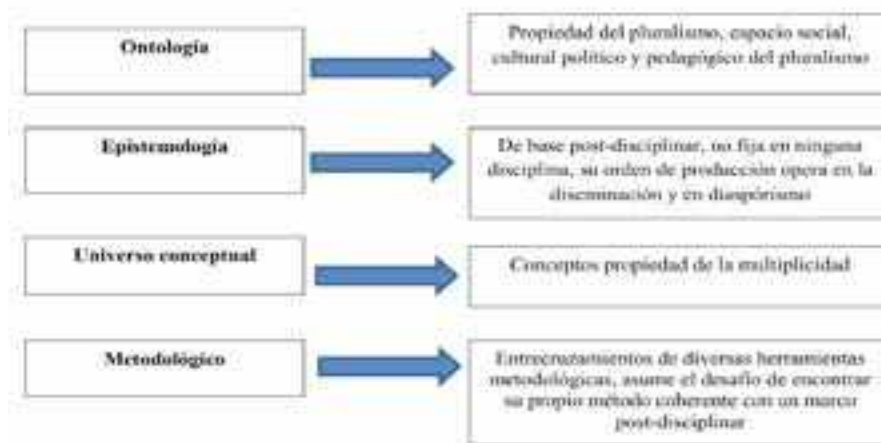 Ontología
Propiedad del pluralismo, espacio social,
cultural político y pedagógico del pluralismo
Epistemología
De base post-disciplinar, no fija en ninguna
disciplina, su orden de producción opera en la
diseminación y en diasporismo
Universo conceptual
Conceptos propiedad de la multiplicidad
Metodológico
Entrecruzamientos de diversas herramientas
metodológicas, asume el desafío de encontrar
su propio método coherente con un marco
post-disciplinar